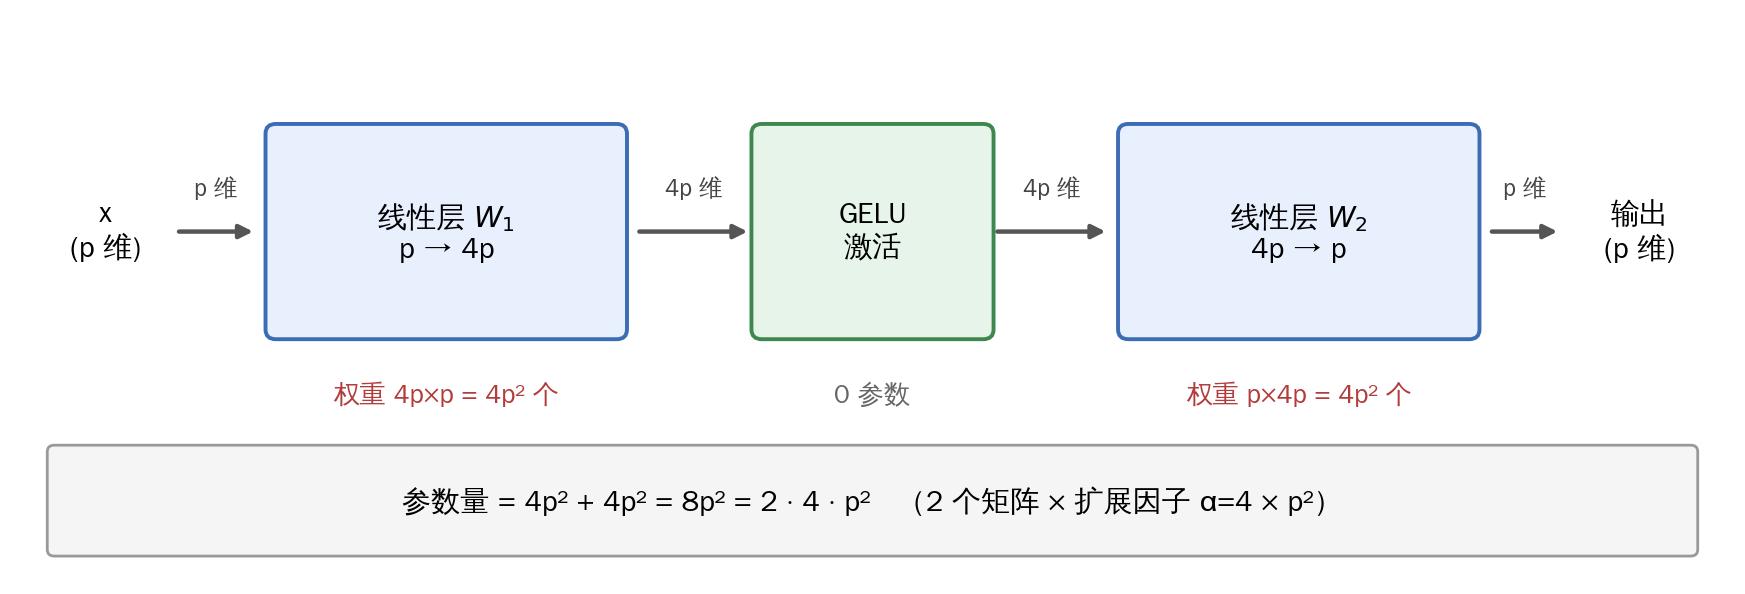 p 维
4p 维
4p 维
p 维
x
(p 维)
线性层 W₁
p → 4p
GELU
激活
线性层 W₂
4p → p
输出
(p 维)
权重 4p×p = 4p² 个
0 参数
权重 p×4p = 4p² 个
参数量 = 4p² + 4p² = 8p² = 2 · 4 · p² （2 个矩阵 × 扩展因子 α=4 × p²）